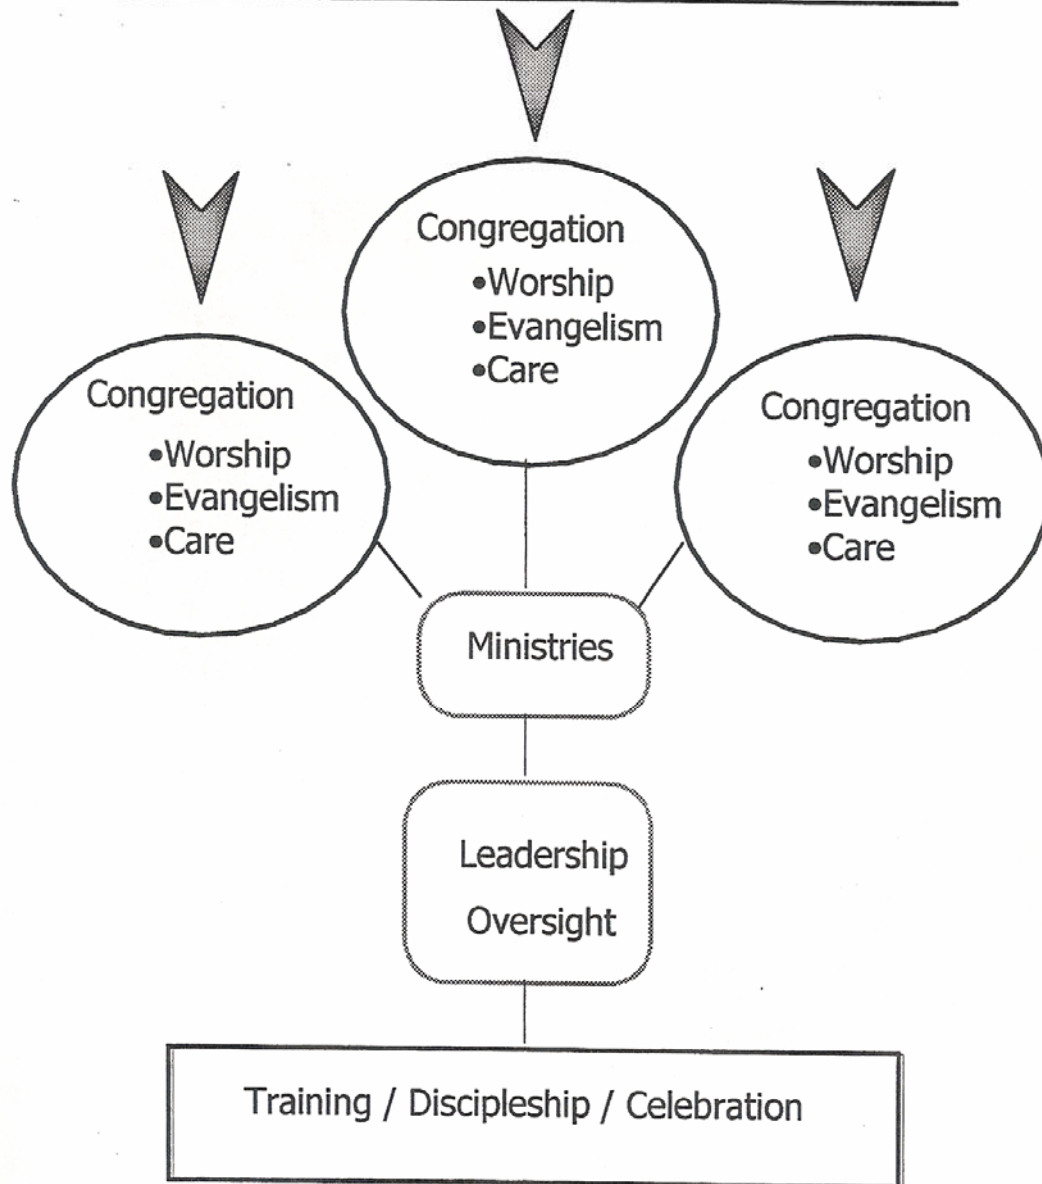 Congregation
•Worship
•Evangelism
•Care
Congregation
•Worship
•Evangelism
•Care
Congregation
•Worship
•Evangelism
•Care
Ministries
Leadership
Oversight
Training / Discipleship / Celebration